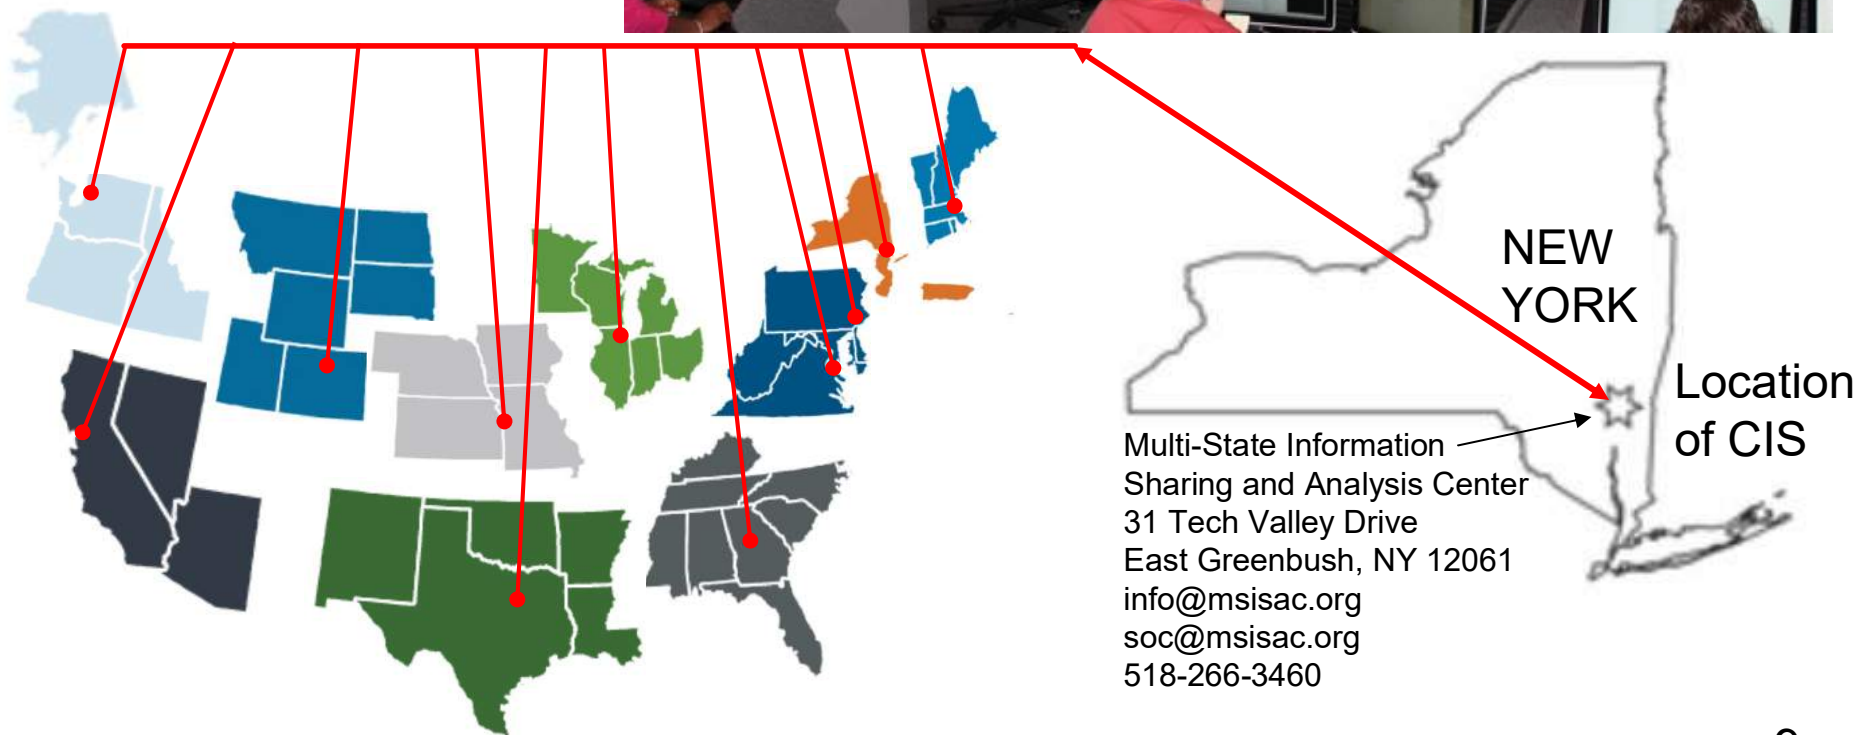 NEW
YORK
Location
of CIS
Multi-State Information
Sharing and Analysis Center
31 Tech Valley Drive
East Greenbush, NY 12061
info@msisac.org
soc@msisac.org
518-266-3460